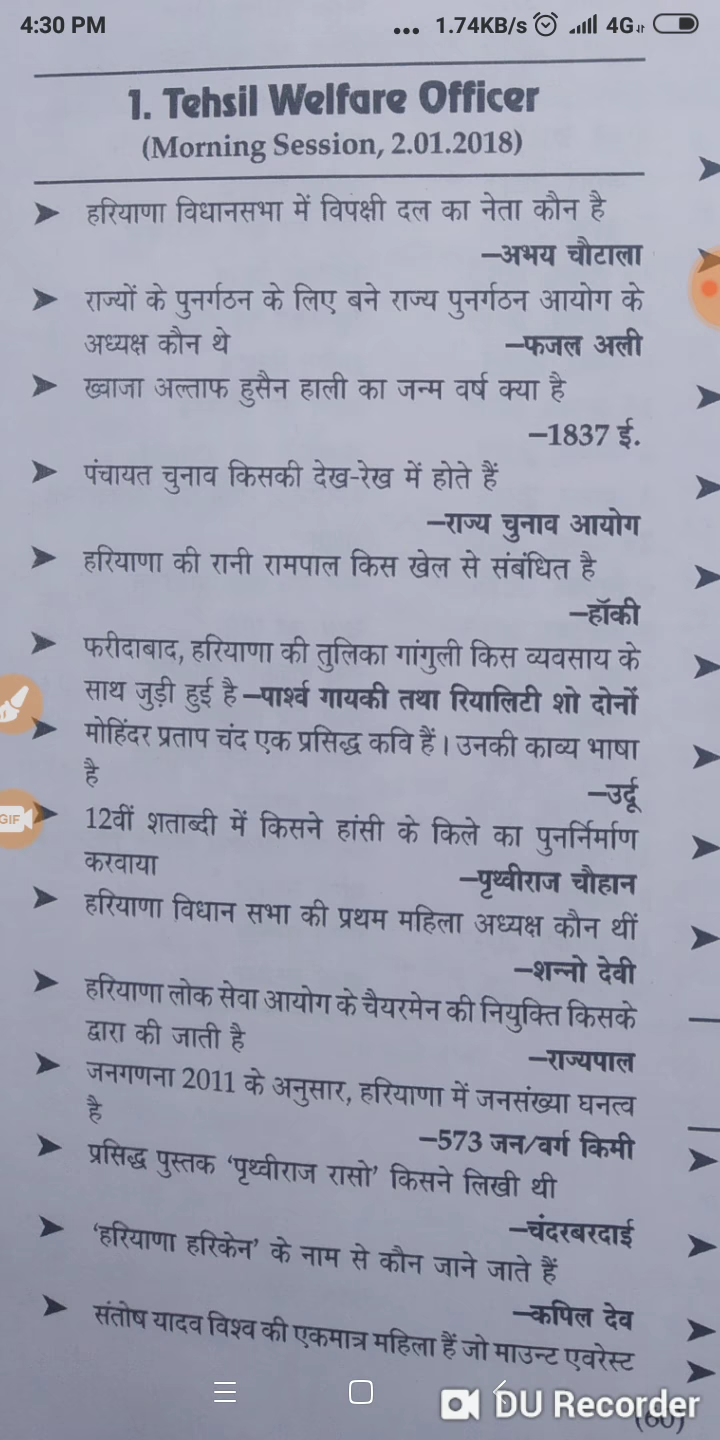 4:30 PM ... 1.74KB/s 4G
1. Tehsil Welfare Officer
(Morning Session, 2.01.2018)
➤ हरियाणा विधानसभा में विपक्षी दल का नेता कौन है
–अभय चौटाला
➤ राज्यों के पुनर्गठन के लिए बने राज्य पुनर्गठन आयोग के
अध्यक्ष कौन थे –फजल अली
➤ ख्वाजा अल्ताफ हुसैन हाली का जन्म वर्ष क्या है
–1837 ई.
➤ पंचायत चुनाव किसकी देख-रेख में होते हैं
–राज्य चुनाव आयोग
➤ हरियाणा की रानी रामपाल किस खेल से संबंधित है
–हॉकी
➤ फरीदाबाद, हरियाणा की तुलिका गांगुली किस व्यवसाय के
साथ जुड़ी हुई है –पार्श्व गायकी तथा रियालिटी शो दोनों
➤ मोहिंदर प्रताप चंद एक प्रसिद्ध कवि हैं। उनकी काव्य भाषा
है –उर्दू
➤ 12वीं शताब्दी में किसने हांसी के किले का पुनर्निर्माण
करवाया –पृथ्वीराज चौहान
➤ हरियाणा विधान सभा की प्रथम महिला अध्यक्ष कौन थीं
–शन्नो देवी
➤ हरियाणा लोक सेवा आयोग के चैयरमेन की नियुक्ति किसके
द्वारा की जाती है –राज्यपाल
➤ जनगणना 2011 के अनुसार, हरियाणा में जनसंख्या घनत्व
है –573 जन/वर्ग किमी
➤ प्रसिद्ध पुस्तक ‘पृथ्वीराज रासो’ किसने लिखी थी
–चंदरबरदाई
➤ ‘हरियाणा हरिकेन’ के नाम से कौन जाने जाते हैं
–कपिल देव
➤ संतोष यादव विश्व की एकमात्र महिला हैं जो माउन्ट एवरेस्ट
GIF
DU Recorder
(60)